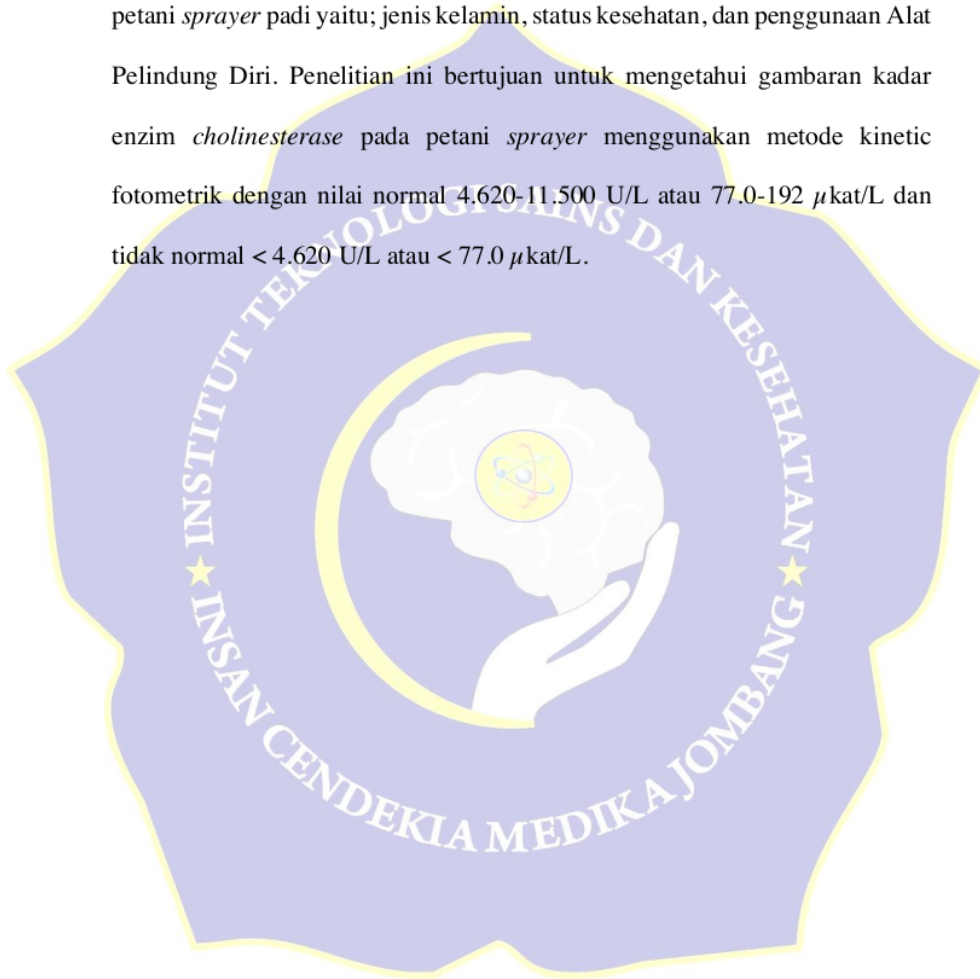 petani sprayer padi yaitu; jenis kelamin, status kesehatan, dan penggunaan Alat
Pelindung Diri. Penelitian ini bertujuan untuk mengetahui gambaran kadar
enzim cholinesterase pada petani sprayer menggunakan metode kinetic
fotometrik dengan nilai normal 4.620-11.500 U/L atau 77.0-192 µkat/L dan
tidak normal < 4.620 U/L atau < 77.0 µkat/L.
INSTITUT TEKNOLOGI SAINS DAN KESEHATAN
INSAN CENDEKIA MEDIKA JOMBANG